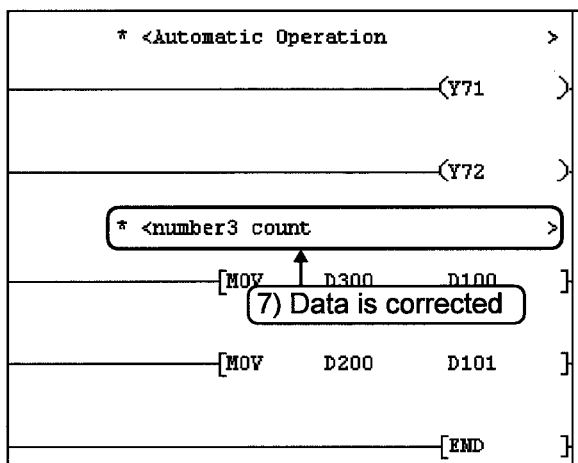 * <Automatic Operation >
(Y71 )
(Y72 )
* <number3 count >
[MOV D300 D100 ]
7) Data is corrected
[MOV D200 D101 ]
[END ]